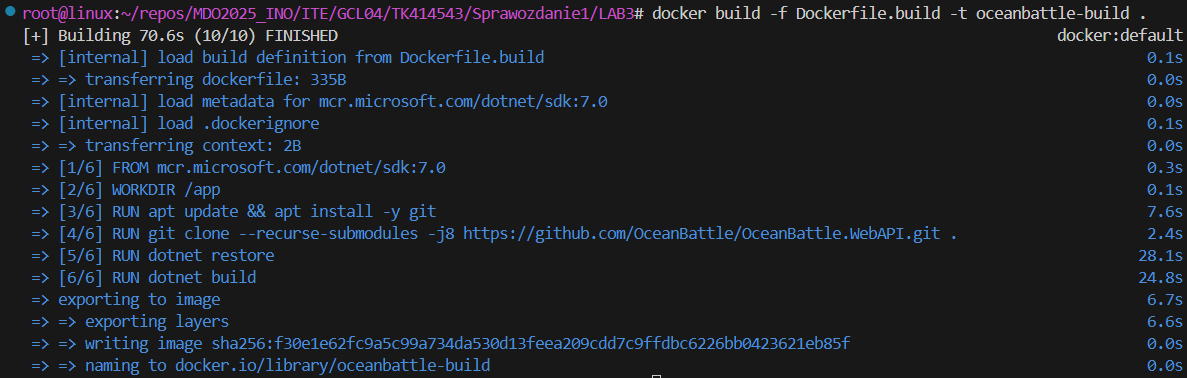 root@linux:~/repos/MDO2025_INO/ITE/GCL04/TK414543/Sprawozdanie1/LAB3# docker build -f Dockerfile.build -t oceanbattle-build .
[+] Building 70.6s (10/10) FINISHED docker:default
=> [internal] load build definition from Dockerfile.build 0.1s
=> => transferring dockerfile: 335B 0.0s
=> [internal] load metadata for mcr.microsoft.com/dotnet/sdk:7.0 0.0s
=> [internal] load .dockerignore 0.1s
=> => transferring context: 2B 0.0s
=> [1/6] FROM mcr.microsoft.com/dotnet/sdk:7.0 0.3s
=> [2/6] WORKDIR /app 0.1s
=> [3/6] RUN apt update && apt install -y git 7.6s
=> [4/6] RUN git clone --recurse-submodules -j8 https://github.com/OceanBattle/OceanBattle.WebAPI.git . 2.4s
=> [5/6] RUN dotnet restore 28.1s
=> [6/6] RUN dotnet build 24.8s
=> exporting to image 6.7s
=> => exporting layers 6.6s
=> => writing image sha256:f30e1e62fc9a5c99a734da530d13feea209cdd7c9ffdbc6226bb0423621eb85f 0.0s
=> => naming to docker.io/library/oceanbattle-build 0.0s